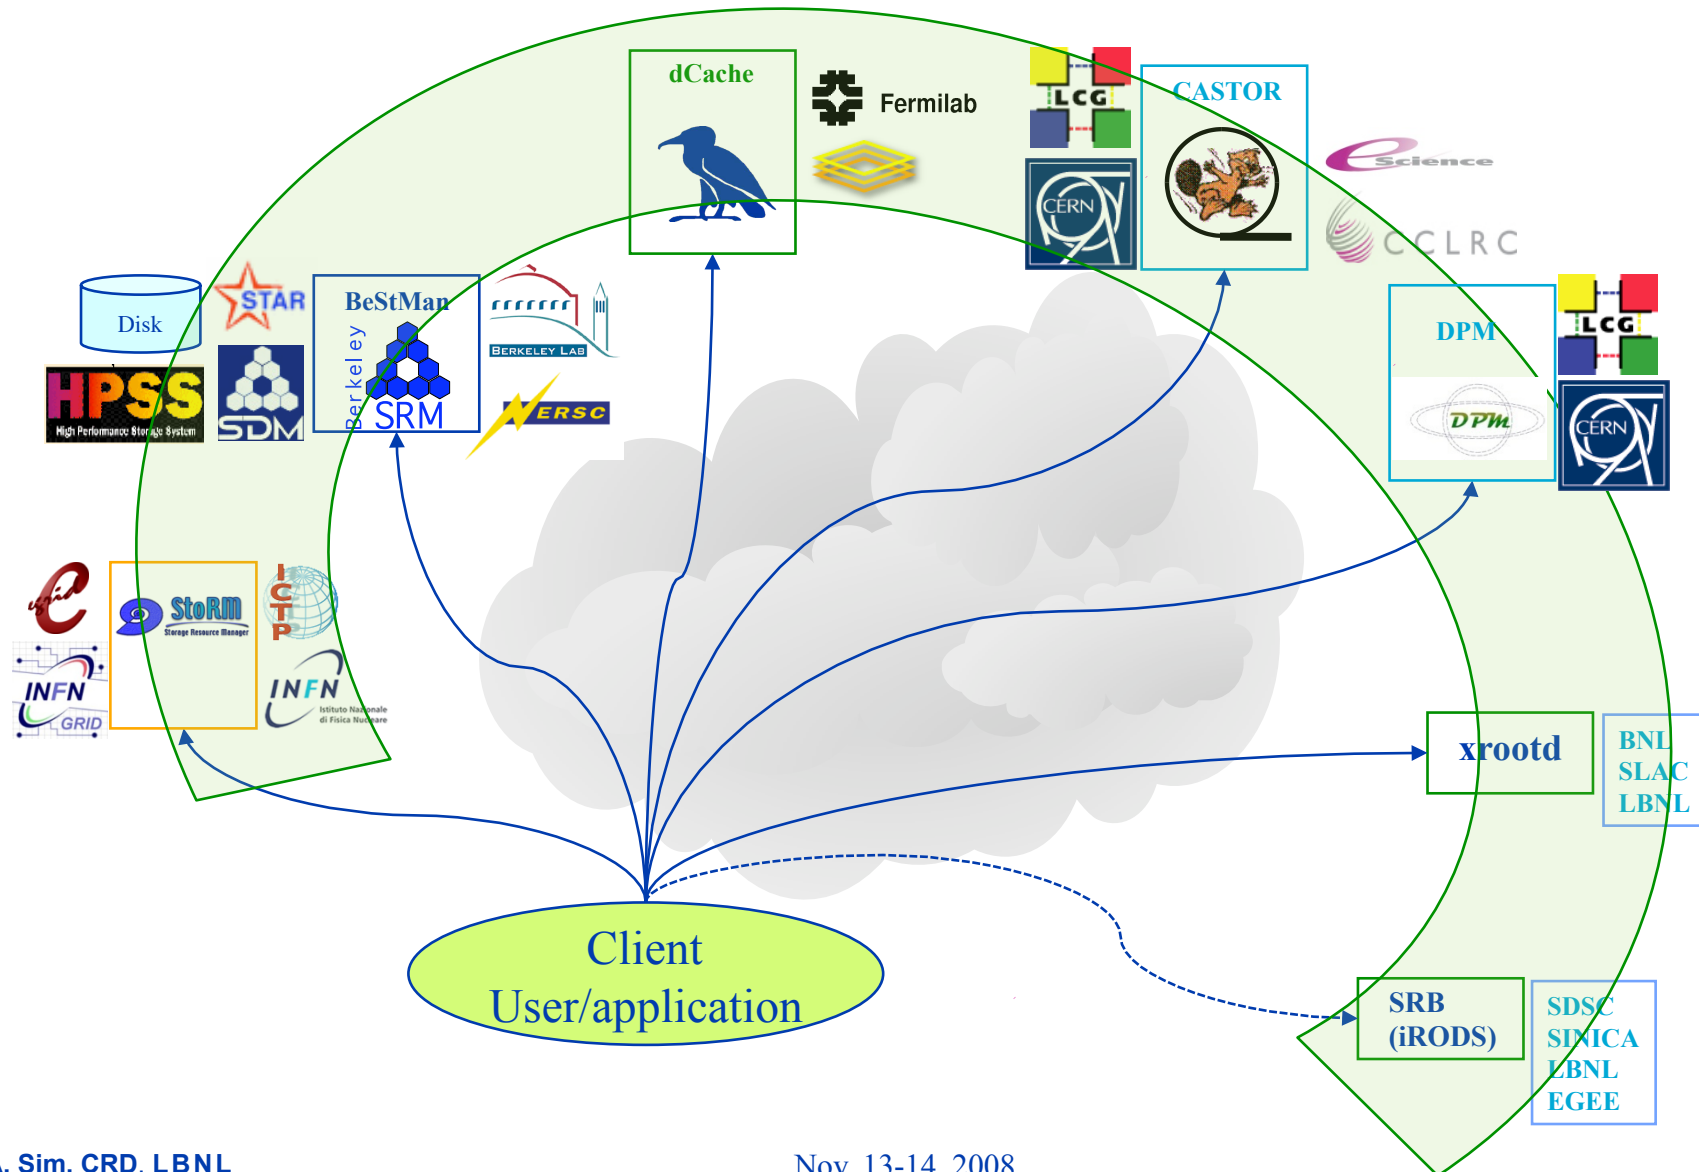 dCache
Fermilab
LCG
CASTOR
CERN
eScience
CCLRC
Disk
STAR
BeStMan
Berkeley
SRM
BERKELEY LAB
NERSC
HPSS
High Performance Storage System
SDM
DPM
DPM
LCG
CERN
egrid
StoRM
Storage Resource Manager
ICTP
INFN
GRID
INFN
Istituto Nazionale
di Fisica Nucleare
xrootd
BNL
SLAC
LBNL
Client
User/application
SRB
(iRODS)
SDSC
SINICA
LBNL
EGEE
A. Sim, CRD, LBNL
Nov. 13-14, 2008